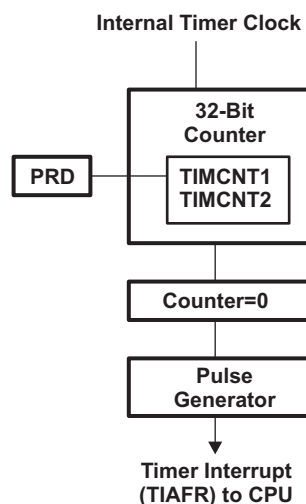 Internal Timer Clock
32-Bit
Counter
PRD
TIMCNT1
TIMCNT2
Counter=0
Pulse
Generator
Timer Interrupt
(TIAFR) to CPU